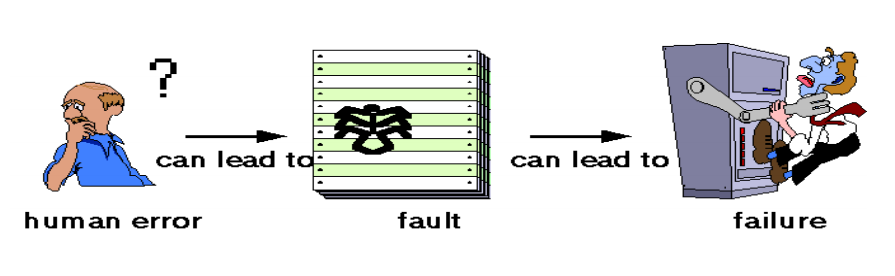 ?
can lead to
can lead to
human error
fault
failure